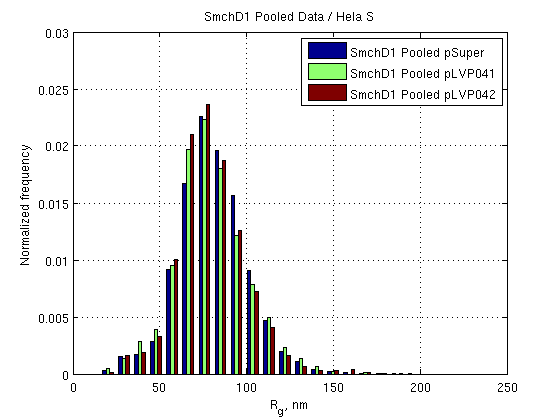 SmchD1 Pooled Data / Hela S
0.03
0.025
0.02
0.015
0.01
0.005
0
Normalized frequency
SmchD1 Pooled pSuper
SmchD1 Pooled pLVP041
SmchD1 Pooled pLVP042
0 50 100 150 200 250
Rg, nm